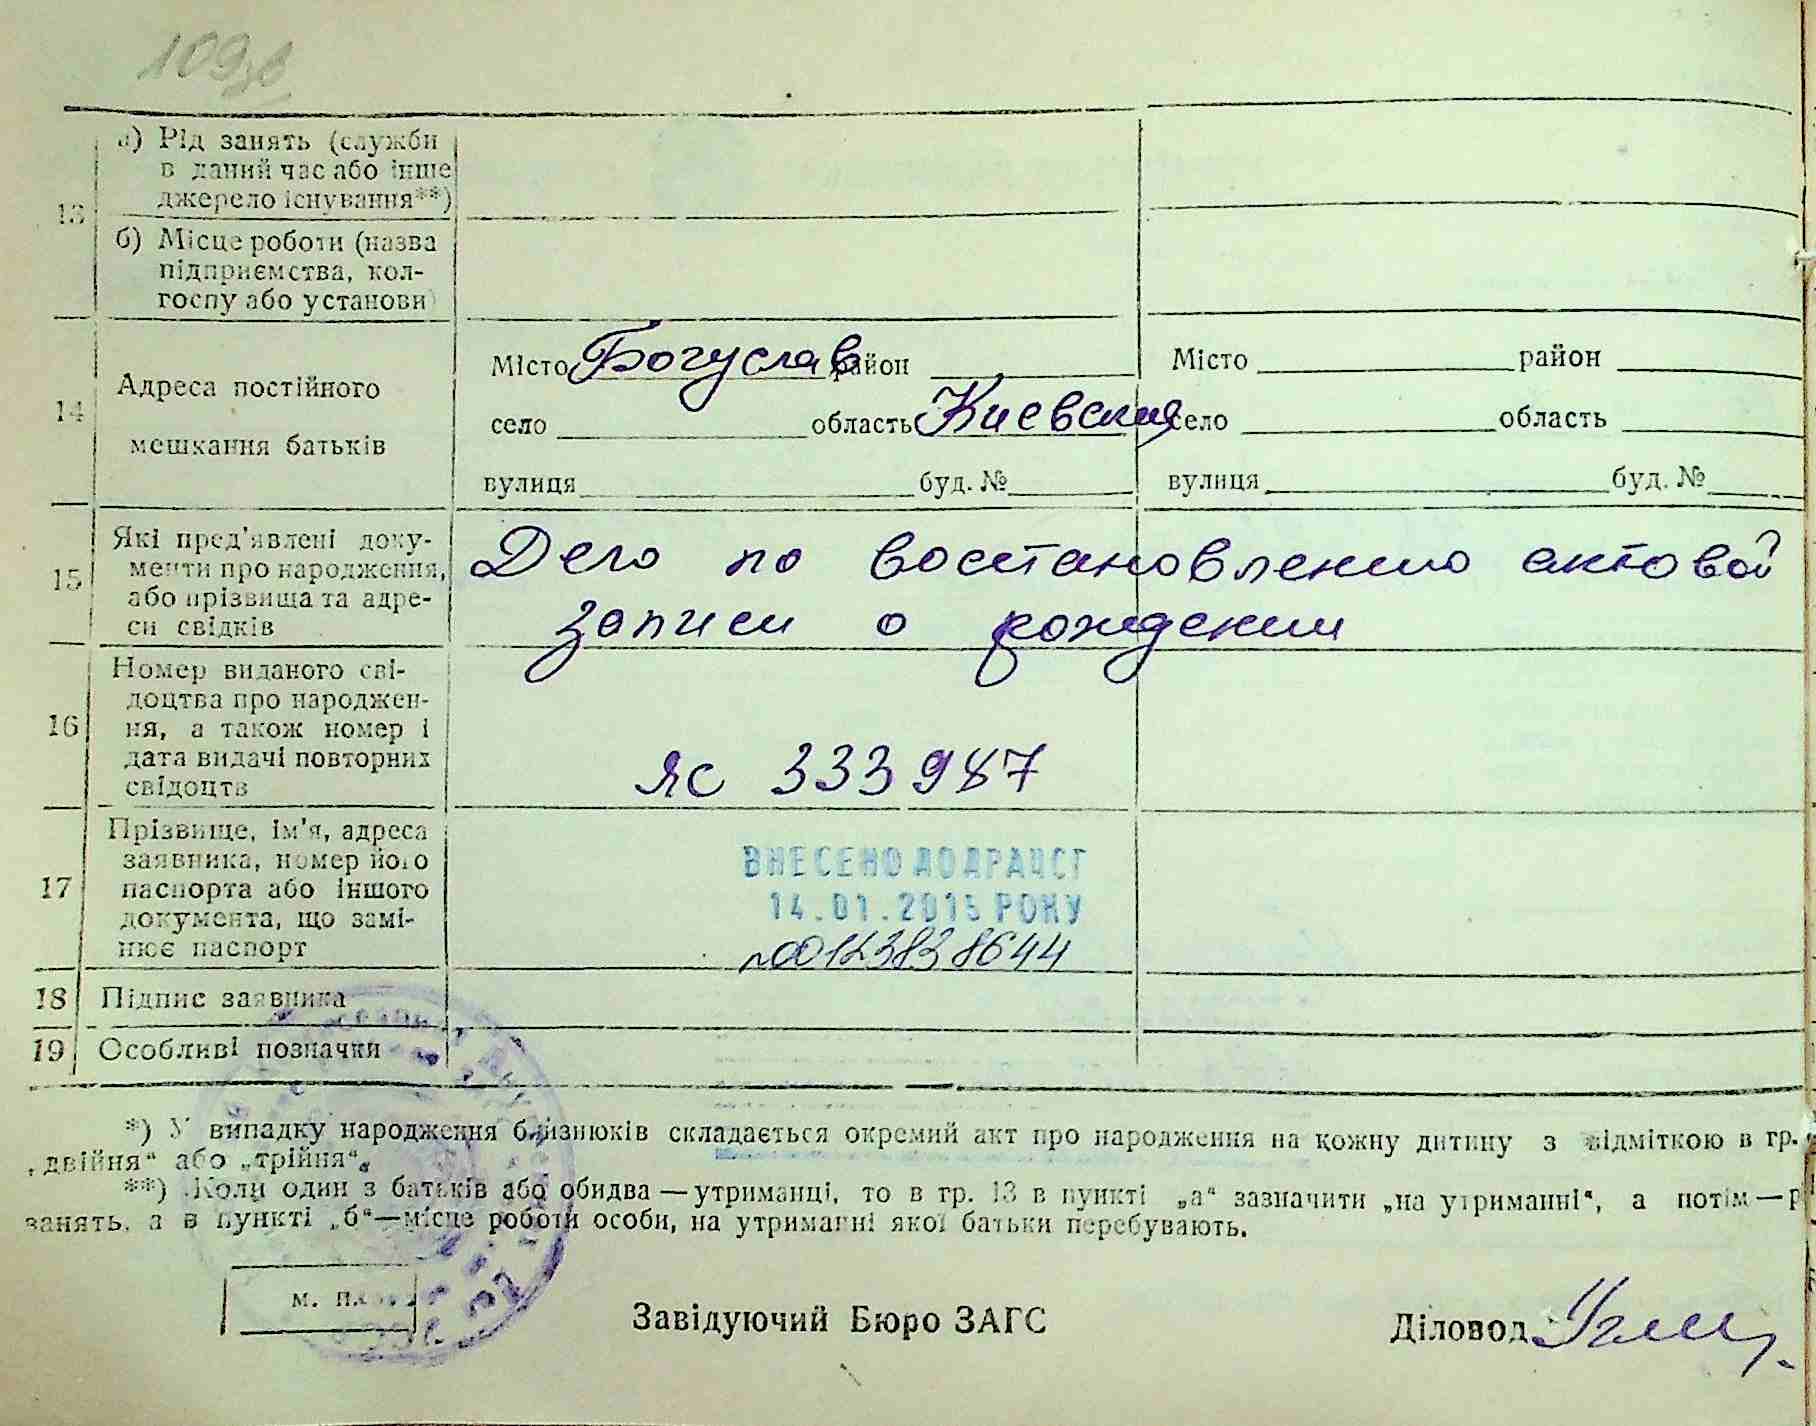 109зв
13
а) Рід занять (служби
в даний час або інше
джерело існування**)
б) Місце роботи (назва
підприємства, кол-
госпу або установи)
14
Адреса постійного
мешкання батьків
Місто Богуслав район
село область Киевская
вулиця буд. №
Місто район
село область
вулиця буд. №
15
Які пред'явлені доку-
менти про народження,
або прізвища та адре-
си свідків
Дело по востановлению актовой
записи о рождении
16
Номер виданого сві-
доцтва про народжен-
ня, а також номер і
дата видачі повторних
свідоцтв
ЯС 333987
17
Прізвище, ім'я, адреса
заявника, номер його
паспорта або іншого
документа, що замі-
нює паспорт
ВНЕСЕНО ДО ДРАЦСГ
14.01.2015 РОКУ
№00123838644
18 Підпис заявника
19 Особливі позначки
*) У випадку народження близнюків складається окремий акт про народження на кожну дитину з відміткою в гр.
„двійня“ або „трійня“.
**) Коли один з батьків або обидва — утриманці, то в гр. 13 в пункті „а“ зазначити „на утриманні“, а потім — р
занять, а в пункті „б“—місце роботи особи, на утриманні якої батьки перебувають.
м. п.
Завідуючий Бюро ЗАГС
Діловод